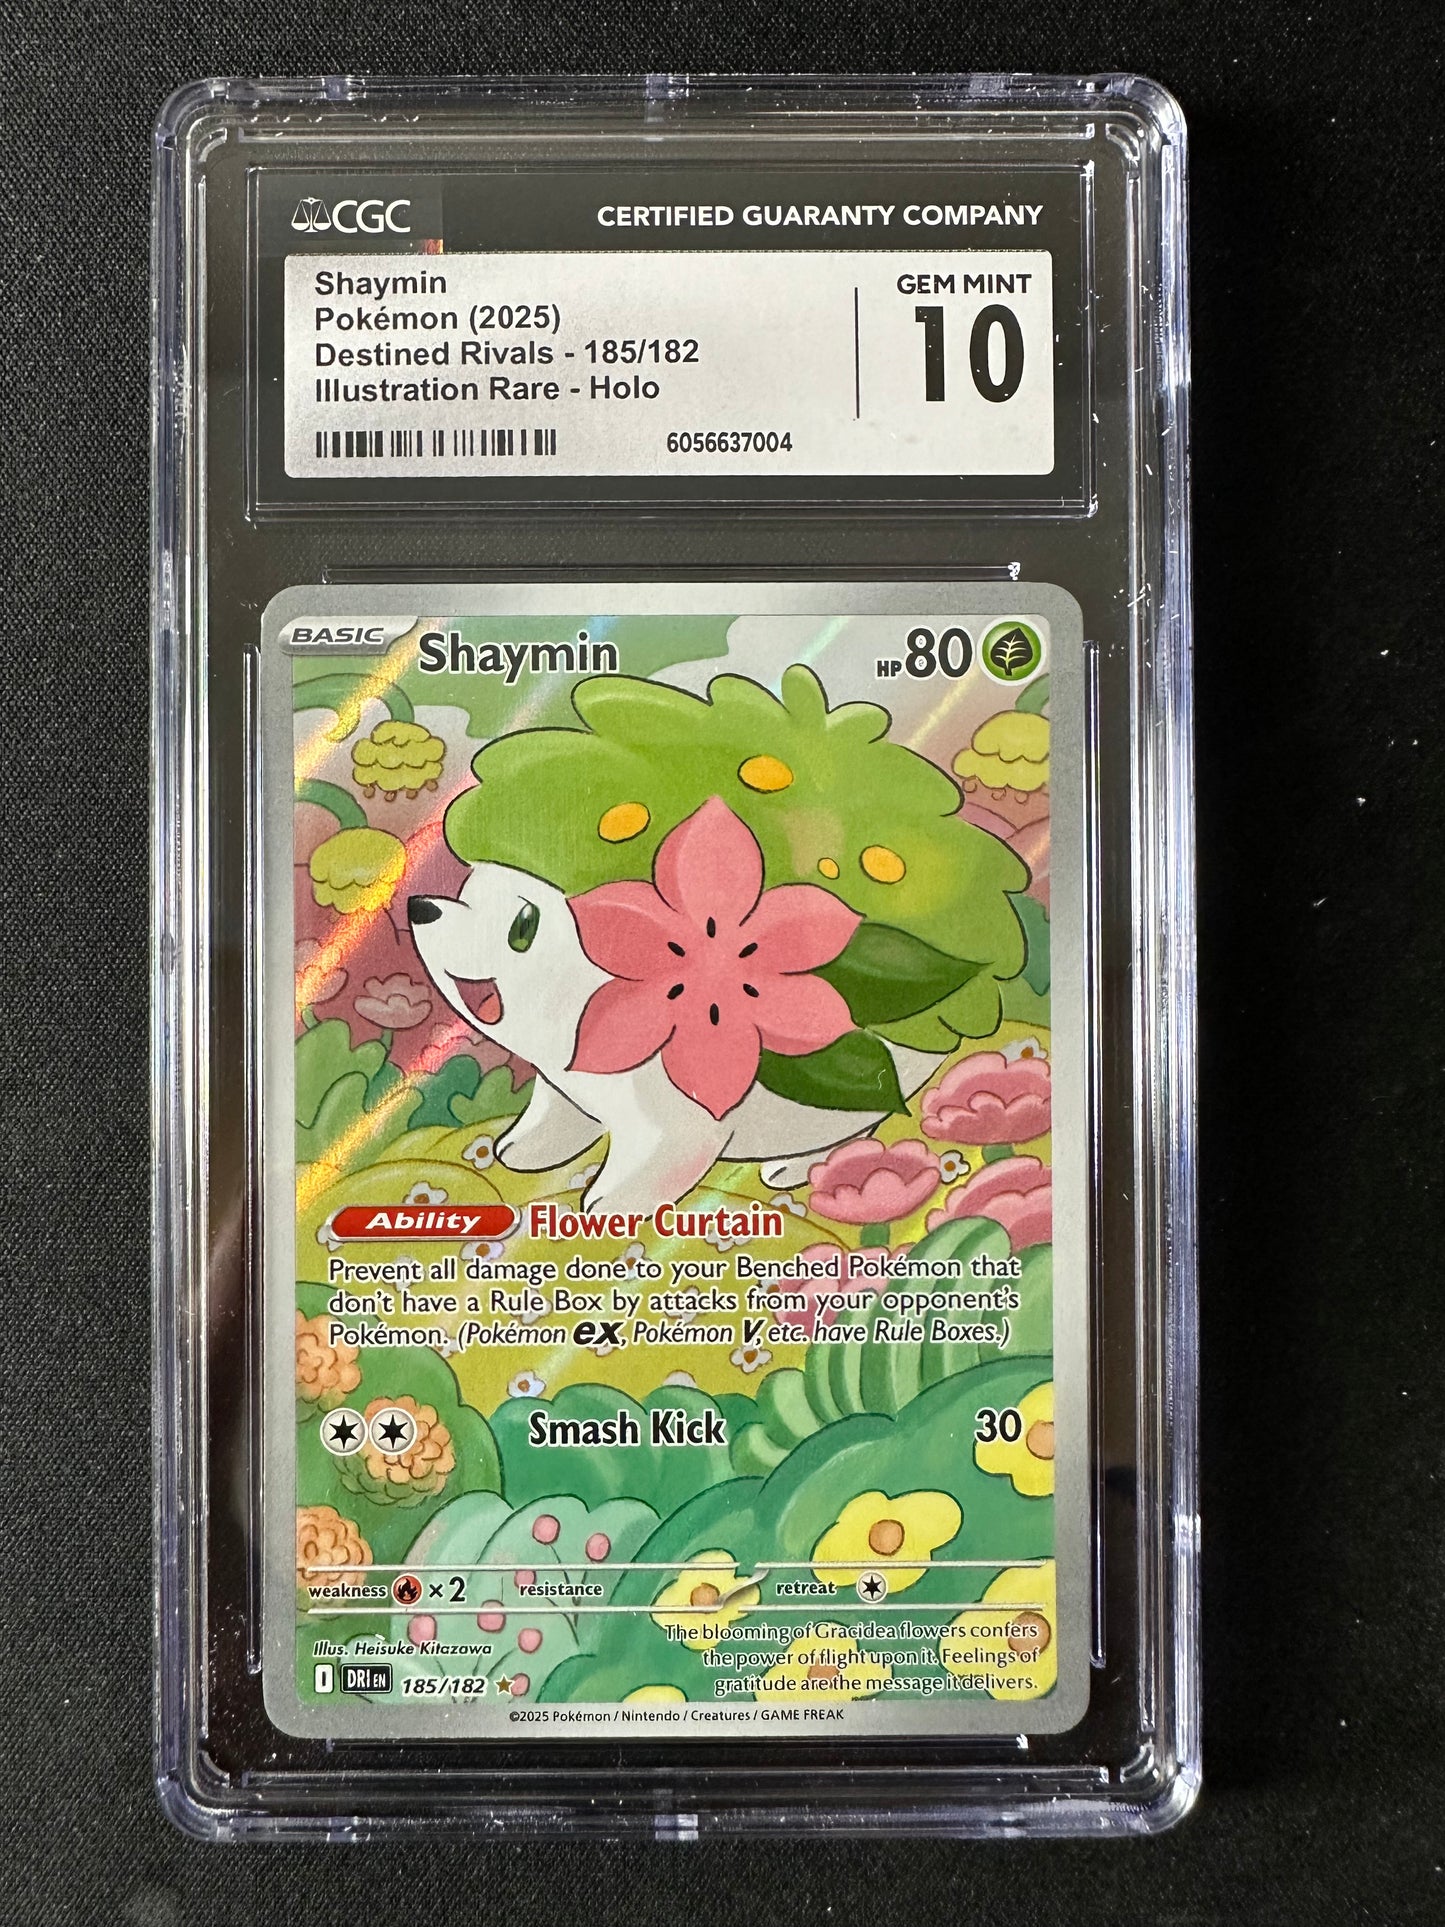 CGC
CERTIFIED GUARANTY COMPANY
Shaymin
Pokémon (2025)
Destined Rivals - 185/182
Illustration Rare - Holo
6056637004
GEM MINT
10
BASIC
Shaymin
HP 80
Ability Flower Curtain
Prevent all damage done to your Benched Pokémon that
don't have a Rule Box by attacks from your opponent's
Pokémon. (Pokémon ex, Pokémon V, etc. have Rule Boxes.)
Smash Kick 30
weakness ×2 resistance retreat
Illus. Heisuke Kitazawa
I DRI EN 185/182
The blooming of Gracidea flowers confers
the power of flight upon it. Feelings of
gratitude are the message it delivers.
©2025 Pokémon / Nintendo / Creatures / GAME FREAK